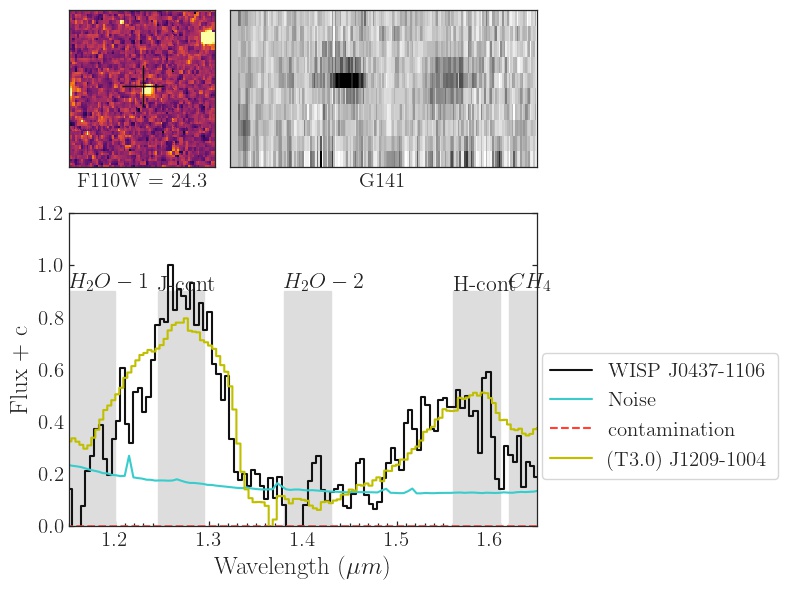 F110W = 24.3
G141
1.2
1.0
0.8
0.6
0.4
0.2
0.0
Flux + c
H₂O − 1
J-cont
H₂O − 2
H-cont
CH₄
1.2
1.3
1.4
1.5
1.6
Wavelength (μm)
WISP J0437-1106
Noise
contamination
(T3.0) J1209-1004